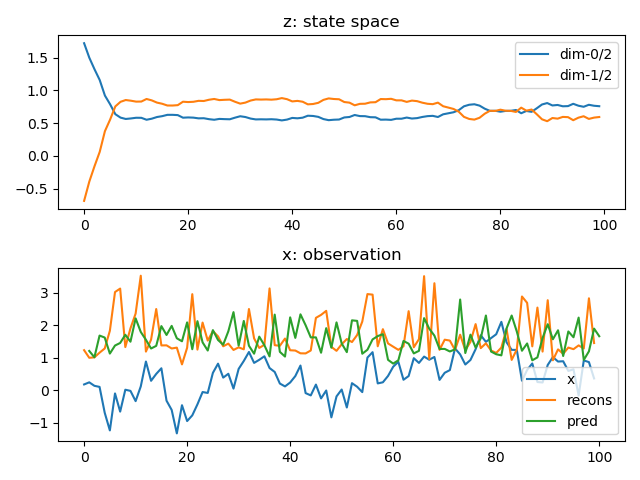 z: state space
1.5
1.0
0.5
0.0
−0.5
dim-0/2
dim-1/2
0 20 40 60 80 100
x: observation
3
2
1
0
−1
x
recons
pred
0 20 40 60 80 100